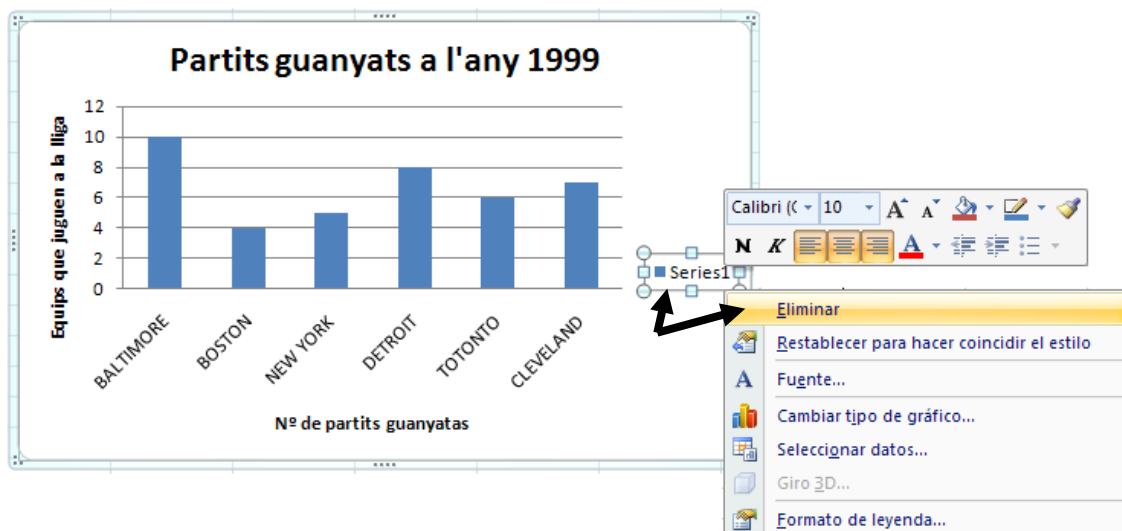 Partits guanyats a l'any 1999
Equips que juguen a la lliga
12
10
8
6
4
2
0
BALTIMORE
BOSTON
NEW YORK
DETROIT
TOTONTO
CLEVELAND
Nº de partits guanyatas
Series1
Calibri (C
10
A A
N K A
Eliminar
Restablecer para hacer coincidir el estilo
A Fuente...
Cambiar tipo de gráfico...
Seleccionar datos...
Giro 3D...
Formato de leyenda...